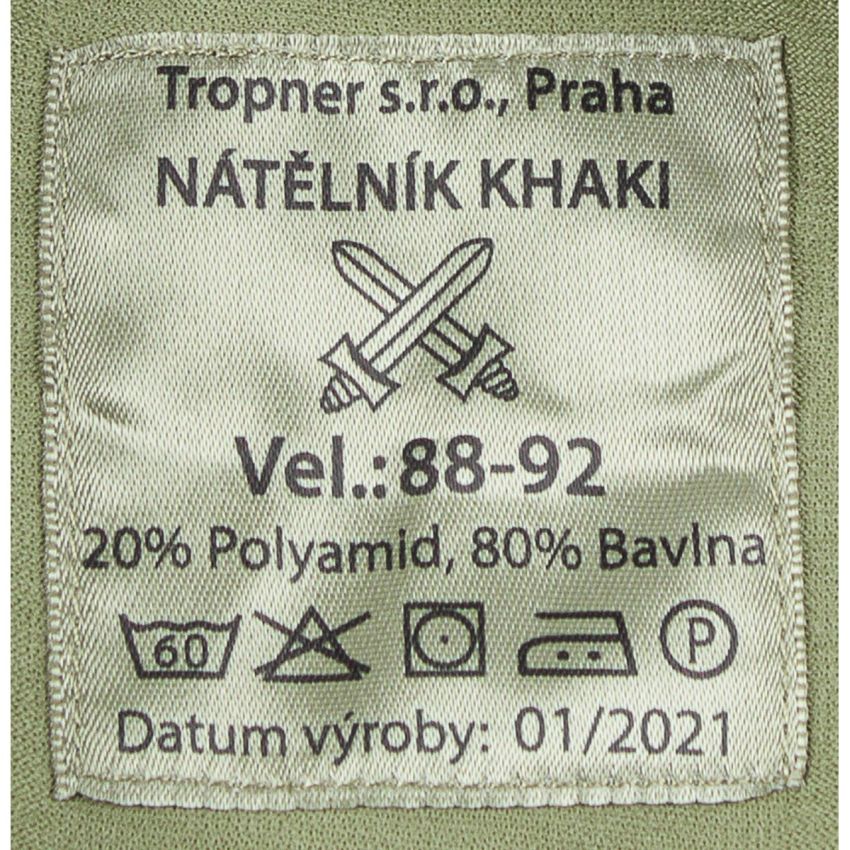 Tropner s.r.o., Praha
NÁTĚLNÍK KHAKI
Vel.: 88-92
20% Polyamid, 80% Bavlna
60 P
Datum výroby: 01/2021